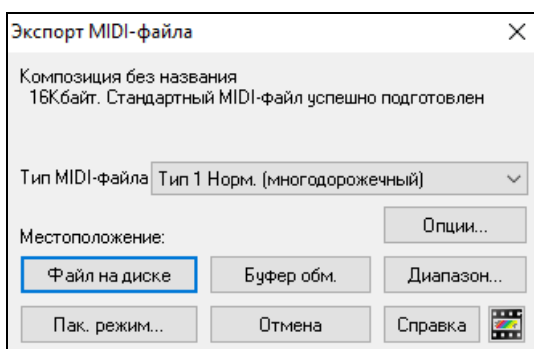 Экспорт MIDI-файла
Композиция без названия
16Кбайт. Стандартный MIDI-файл успешно подготовлен
Тип MIDI-файла Тип 1 Норм. (многодорожечный)
Опции...
Местоположение:
Файл на диске Буфер обм. Диапазон...
Пак. режим... Отмена Справка